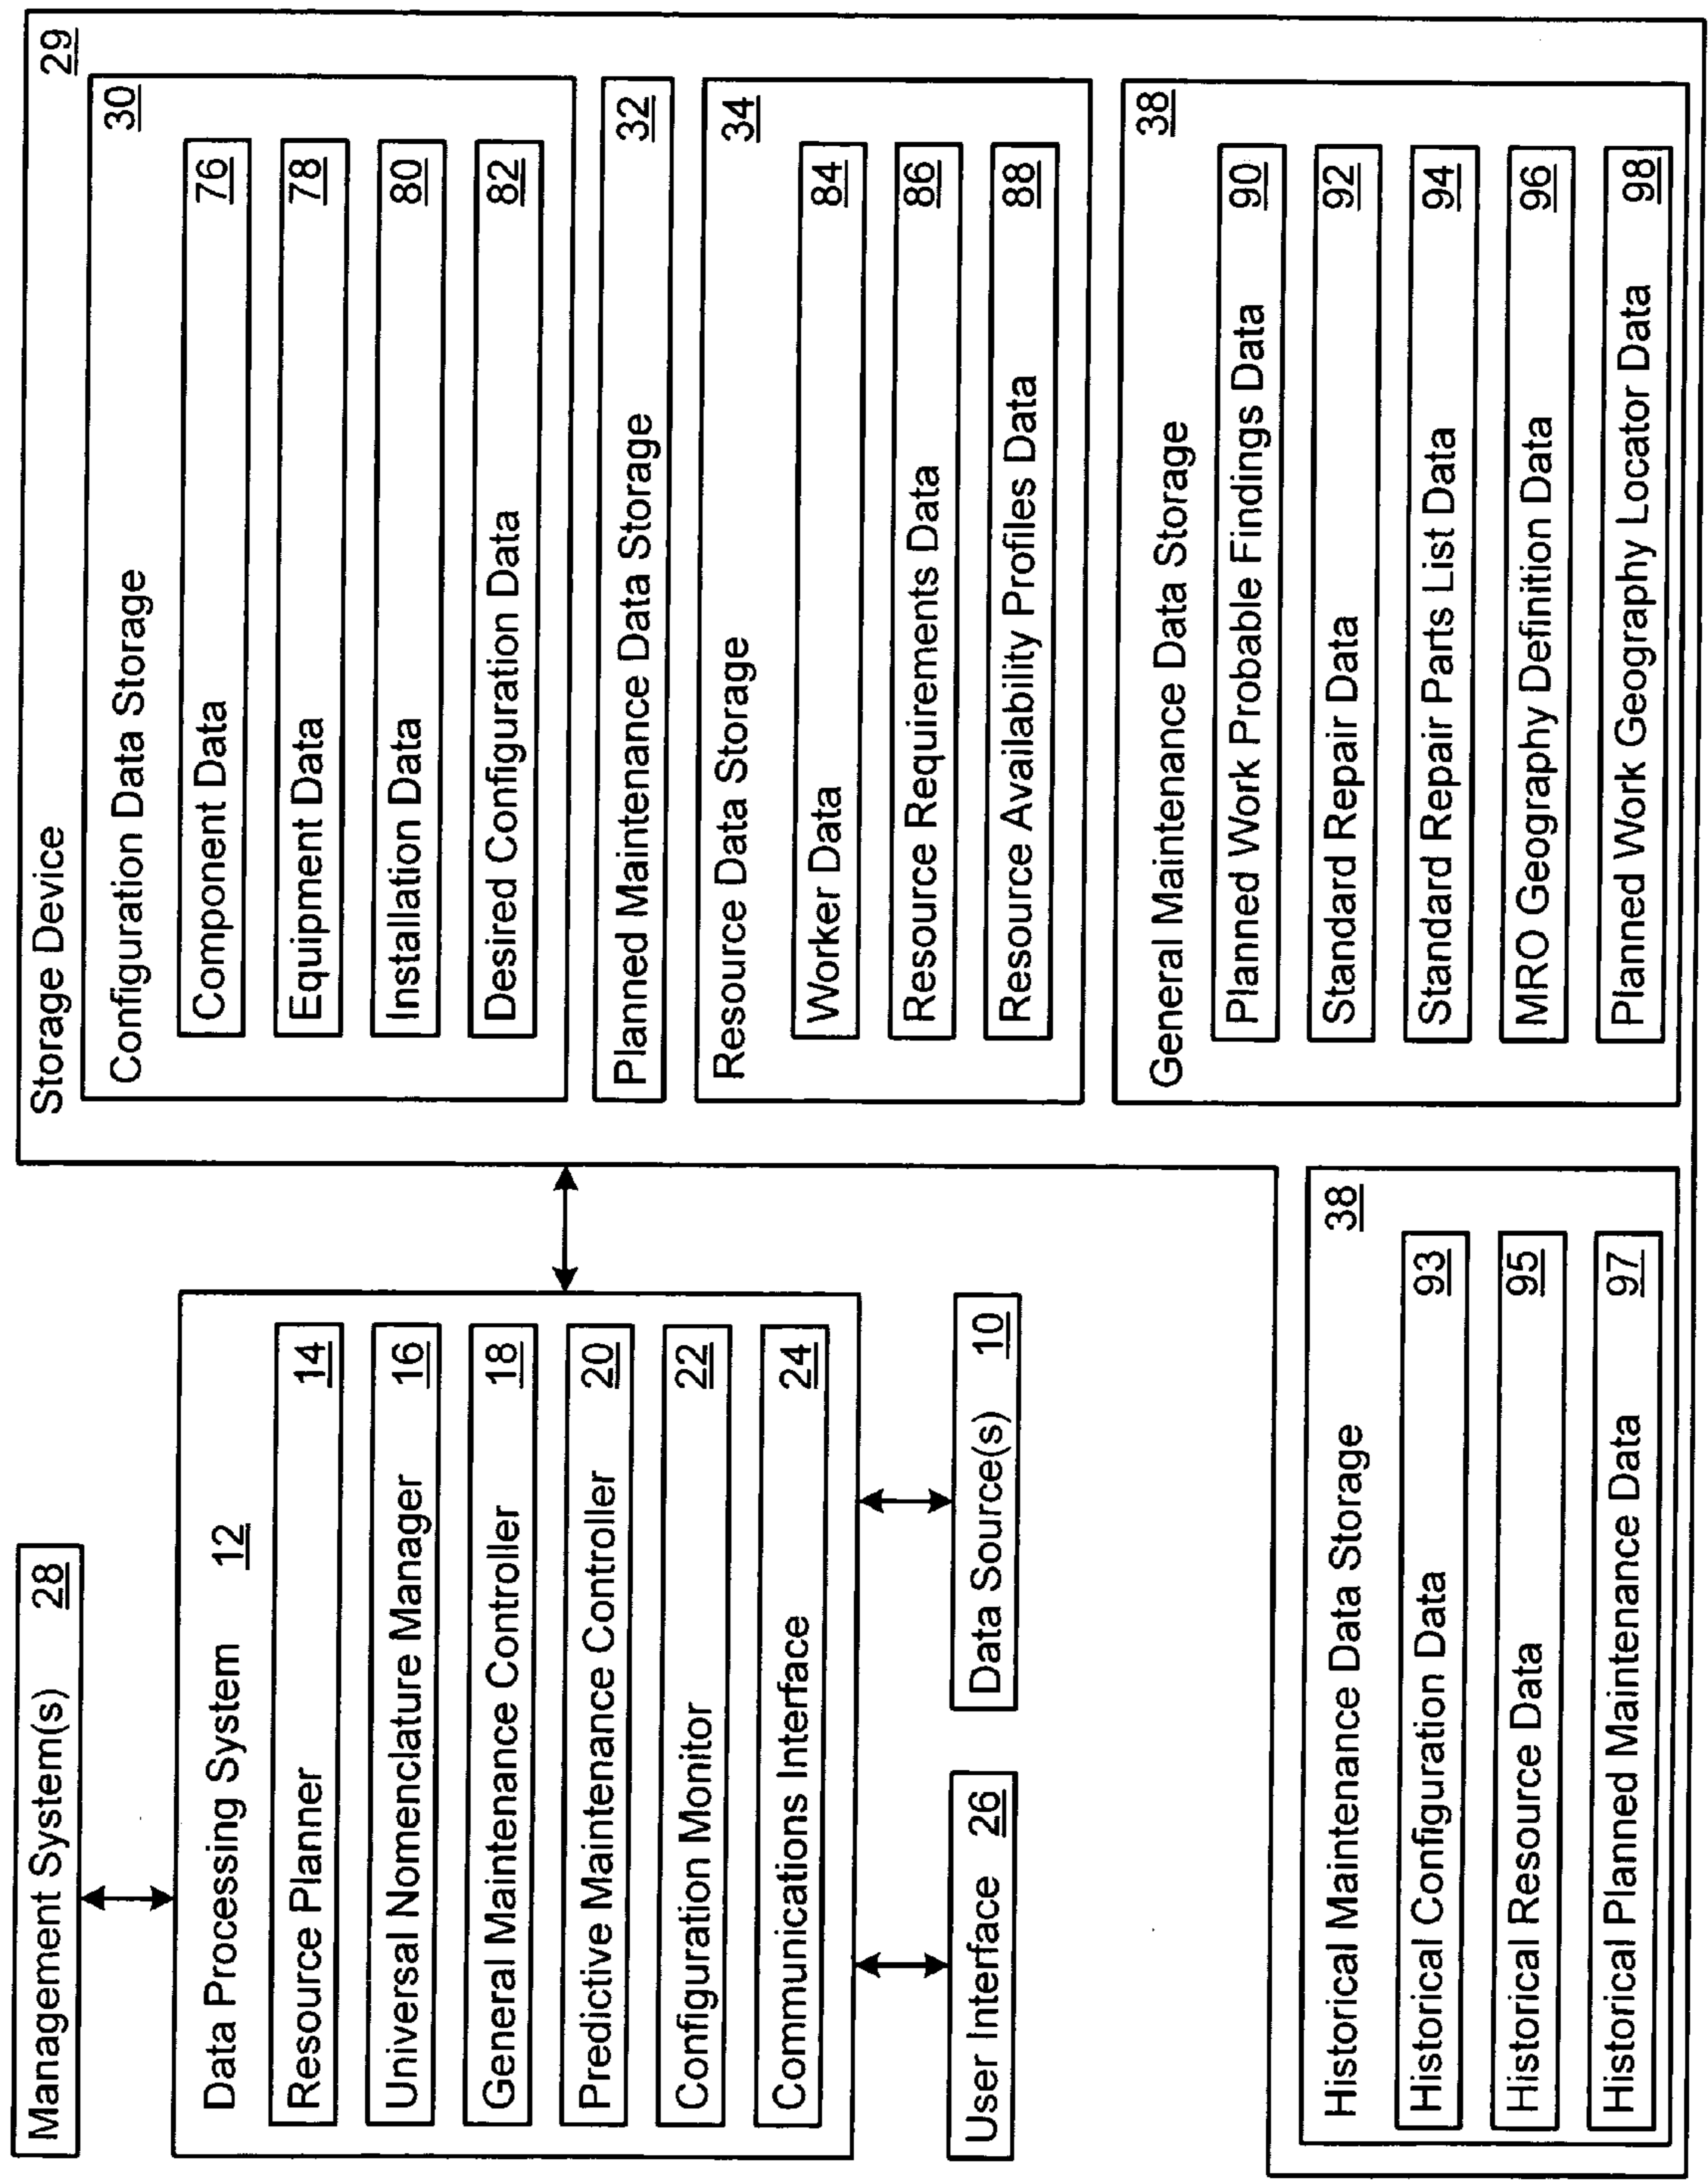 Management System(s) 28
Data Processing System 12
Resource Planner 14
Universal Nomenclature Manager 16
General Maintenance Controller 18
Predictive Maintenance Controller 20
Configuration Monitor 22
Communications Interface 24
User Interface 26
Data Source(s) 10
Storage Device 29
Configuration Data Storage 30
Component Data 76
Equipment Data 78
Installation Data 80
Desired Configuration Data 82
Planned Maintenance Data Storage 32
Resource Data Storage 34
Worker Data 84
Resource Requirements Data 86
Resource Availability Profiles Data 88
General Maintenance Data Storage 38
Planned Work Probable Findings Data 90
Standard Repair Data 92
Standard Repair Parts List Data 94
MRO Geography Definition Data 96
Planned Work Geography Locator Data 98
Historical Maintenance Data Storage 38
Historical Configuration Data 93
Historical Resource Data 95
Historical Planned Maintenance Data 97